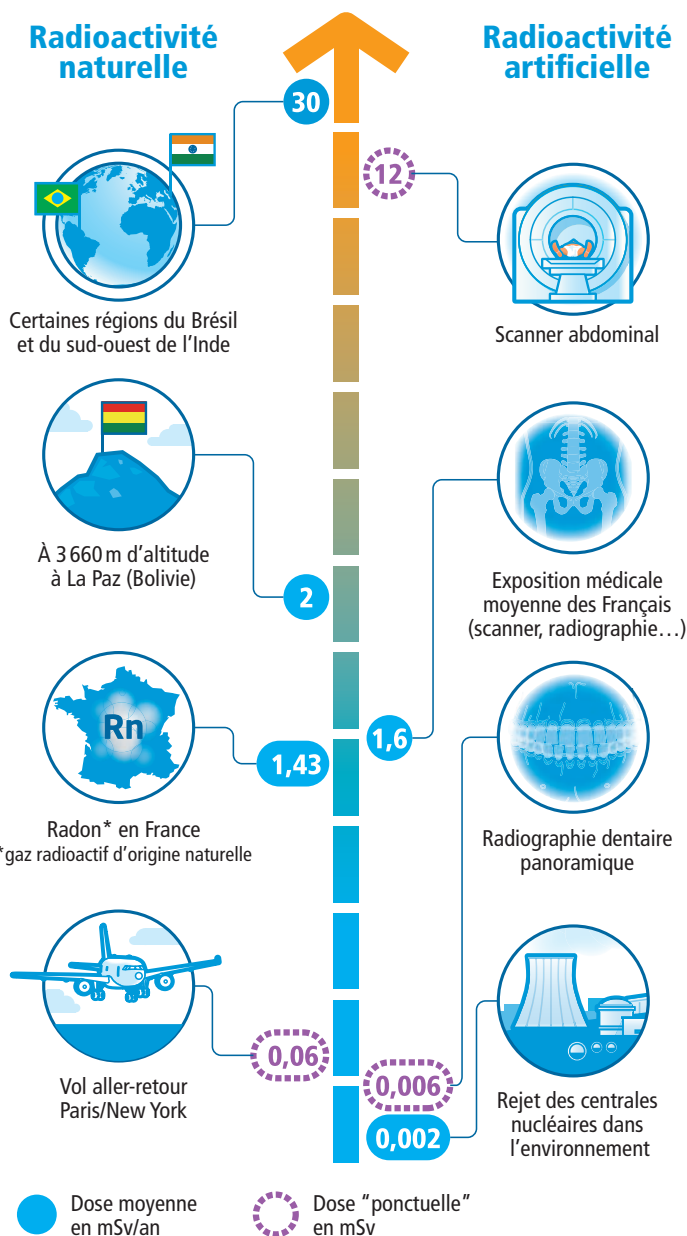 Radioactivité
naturelle
30
Certaines régions du Brésil
et du sud-ouest de l'Inde
À 3 660 m d'altitude
à La Paz (Bolivie)
2
Rn
1,43
Radon* en France
*gaz radioactif d'origine naturelle
0,06
Vol aller-retour
Paris/New York
Radioactivité
artificielle
12
Scanner abdominal
Exposition médicale
moyenne des Français
(scanner, radiographie…)
1,6
Radiographie dentaire
panoramique
0,006
0,002
Rejet des centrales
nucléaires dans
l'environnement
Dose moyenne
en mSv/an
Dose "ponctuelle"
en mSv